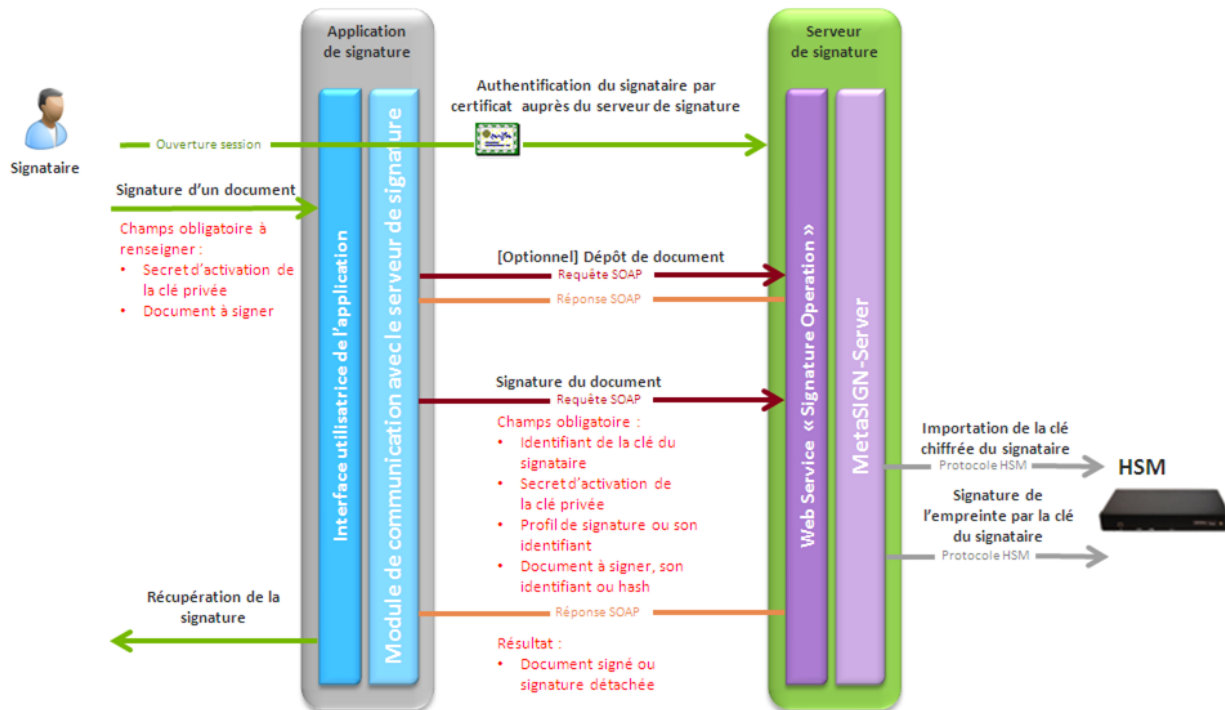 Application
de signature
Serveur
de signature
Authentification du signataire par
certificat auprès du serveur de signature
Ouverture session
Signataire
Signature d'un document
Champs obligatoire à
renseigner :
• Secret d'activation de
la clé privée
• Document à signer
Interface utilisatrice de l'application
Module de communication avec le serveur de signature
[Optionnel] Dépôt de document
Requête SOAP
Réponse SOAP
Signature du document
Requête SOAP
Champs obligatoire :
• Identifiant de la clé du
signataire
• Secret d'activation de
la clé privée
• Profil de signature ou son
identifiant
• Document à signer, son
identifiant ou hash
Réponse SOAP
Résultat :
• Document signé ou
signature détachée
Web Service « Signature Operation »
MetaSIGN-Server
Importation de la clé
chiffrée du signataire
Protocole HSM
HSM
Signature de
l'empreinte par la clé
du signataire
Protocole HSM
Récupération de la
signature